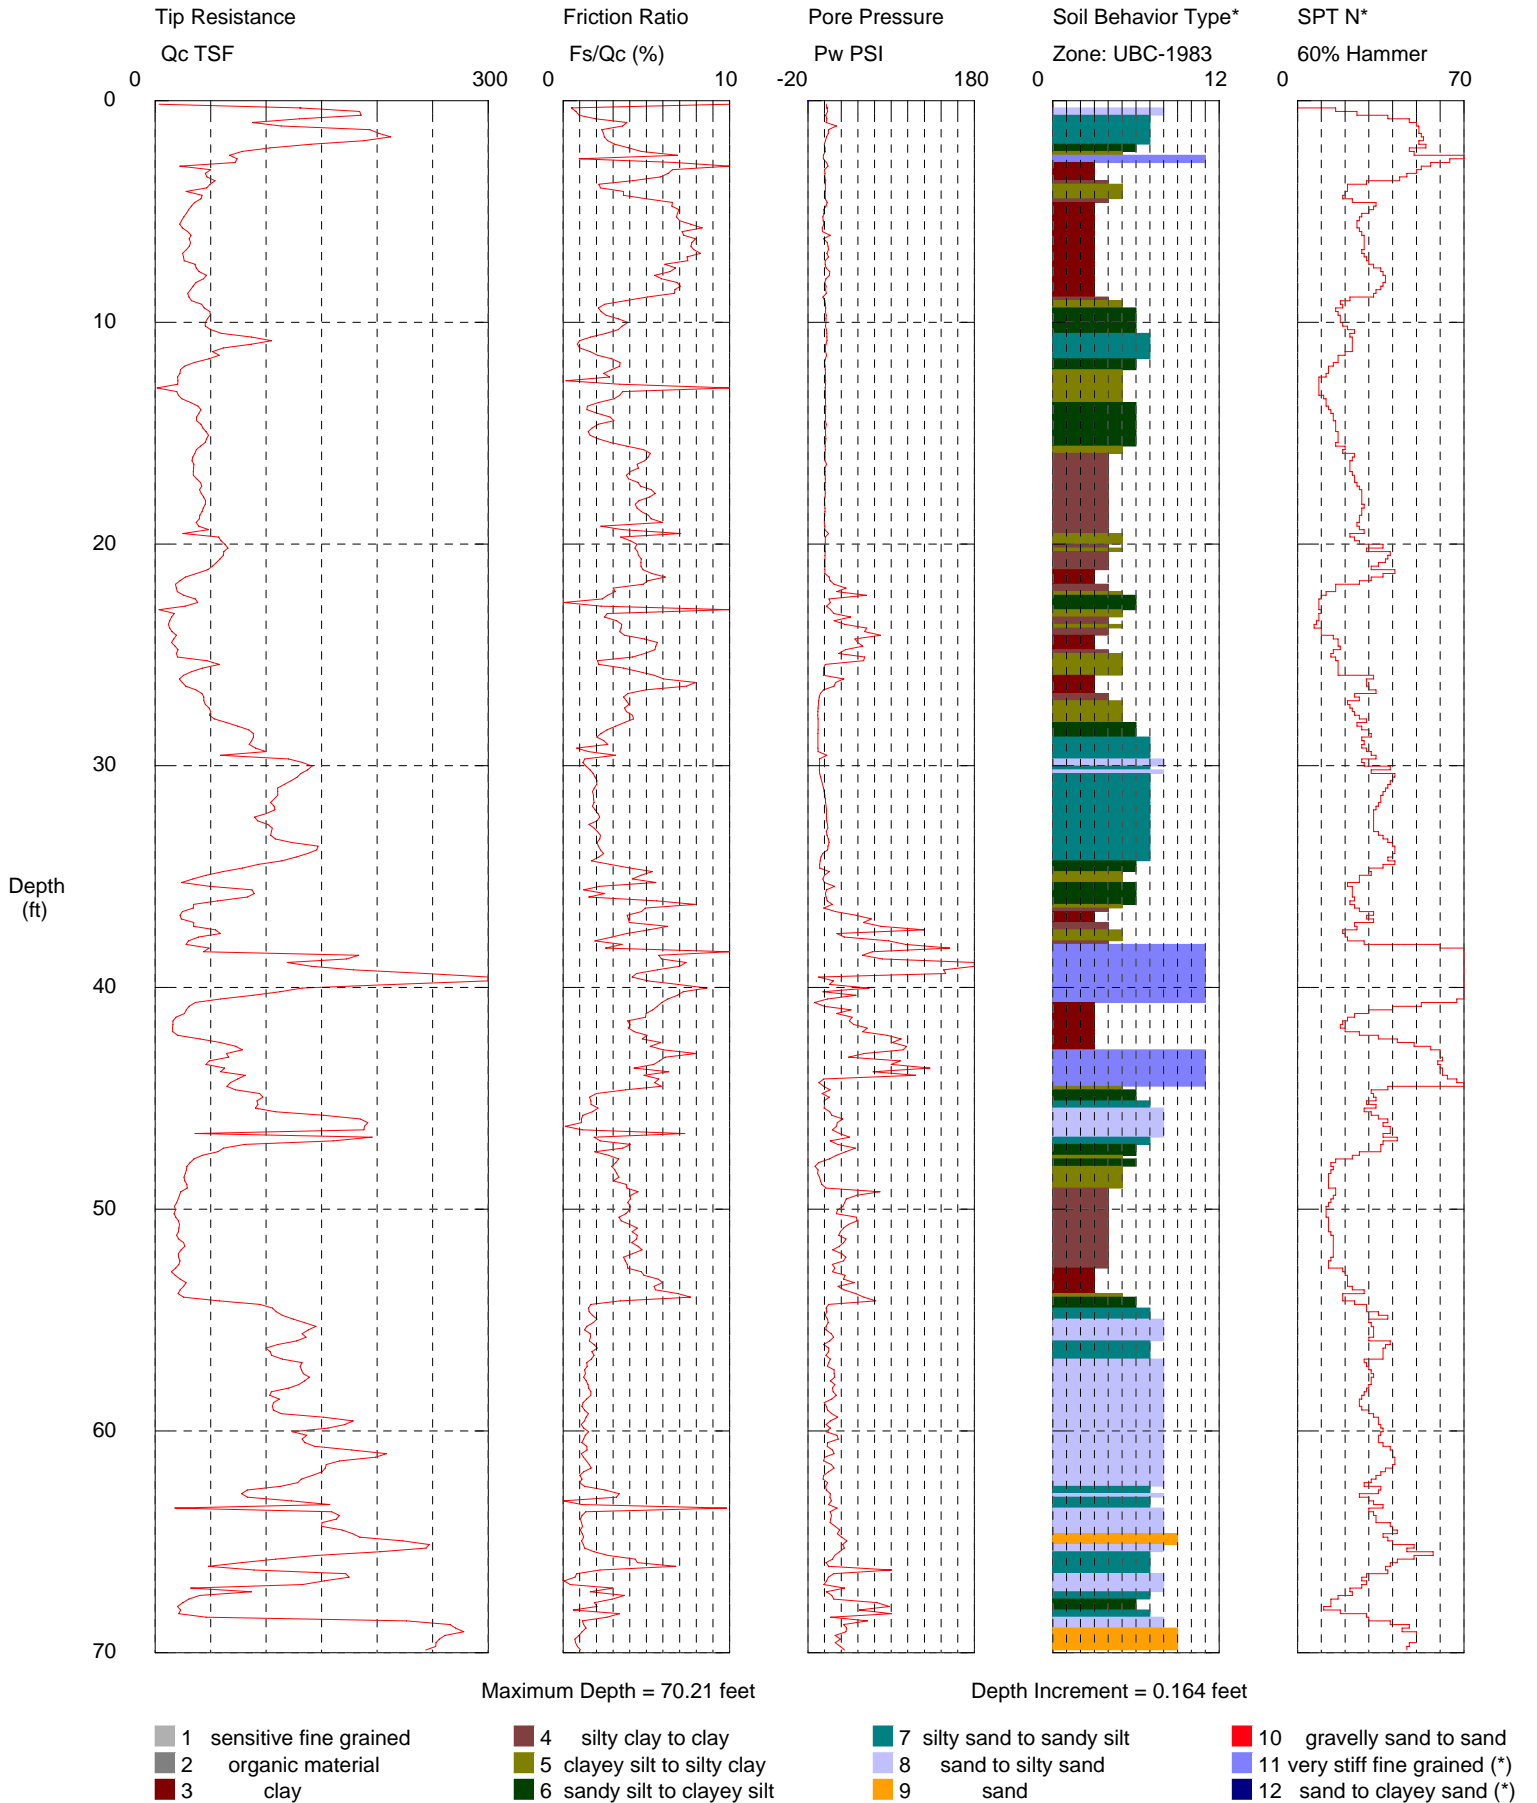 Tip Resistance Friction Ratio Pore Pressure Soil Behavior Type* SPT N*
Qc TSF Fs/Qc (%) Pw PSI Zone: UBC-1983 60% Hammer
0 300 0 10 -20 180 0 12 0 70
0
10
20
30
Depth
(ft)
40
50
60
70
Maximum Depth = 70.21 feet Depth Increment = 0.164 feet
1 sensitive fine grained 4 silty clay to clay 7 silty sand to sandy silt 10 gravelly sand to sand
2 organic material 5 clayey silt to silty clay 8 sand to silty sand 11 very stiff fine grained (*)
3 clay 6 sandy silt to clayey silt 9 sand 12 sand to clayey sand (*)